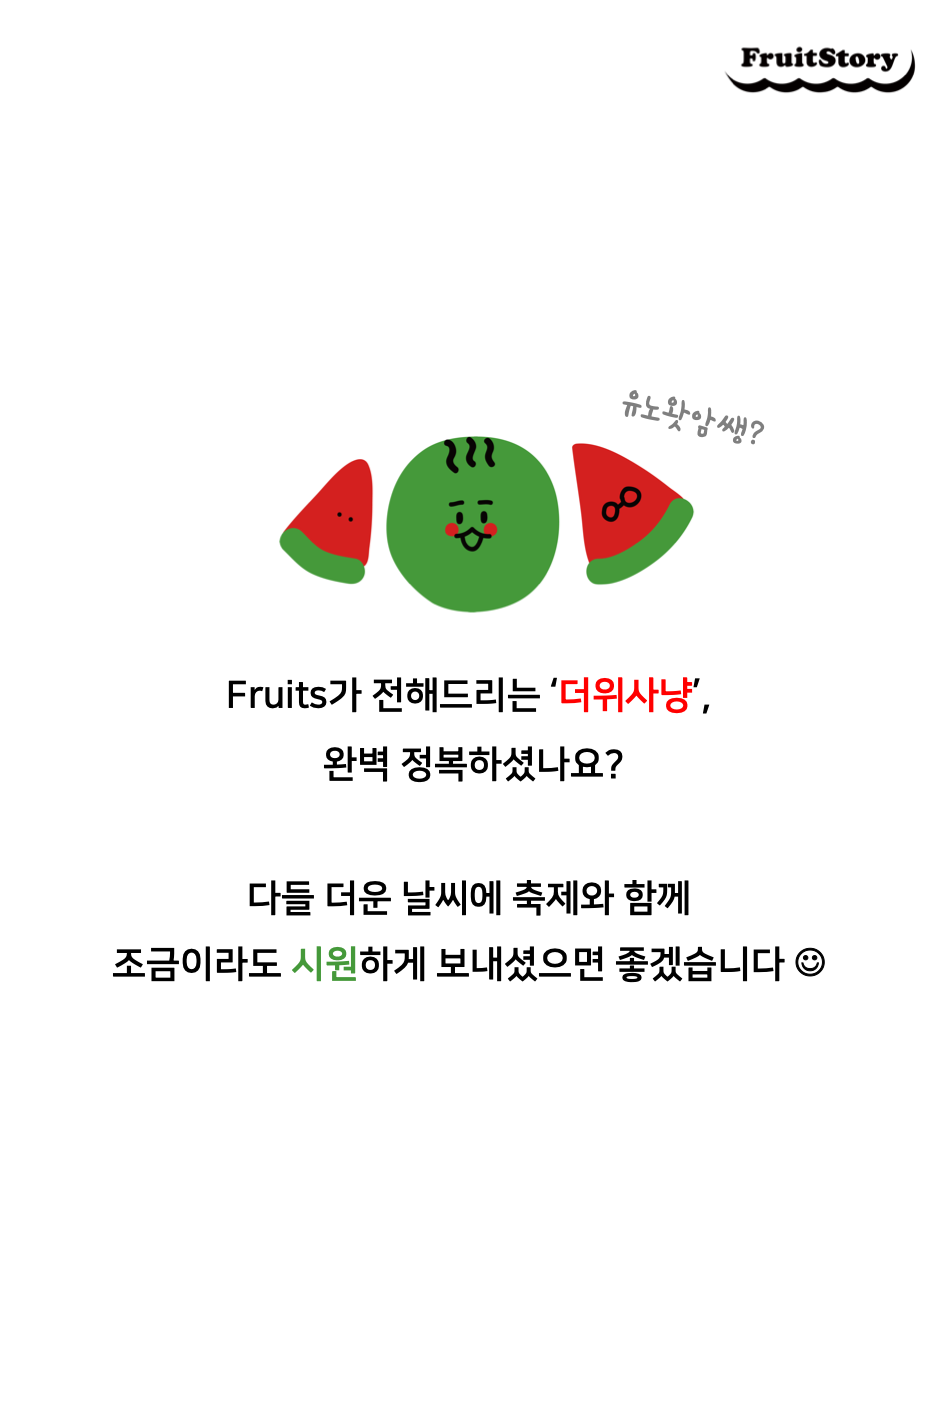 FruitStory
유노왓암쌩?
Fruits가 전해드리는 ‘더위사냥’,
완벽 정복하셨나요?
다들 더운 날씨에 축제와 함께
조금이라도 시원하게 보내셨으면 좋겠습니다 ☺